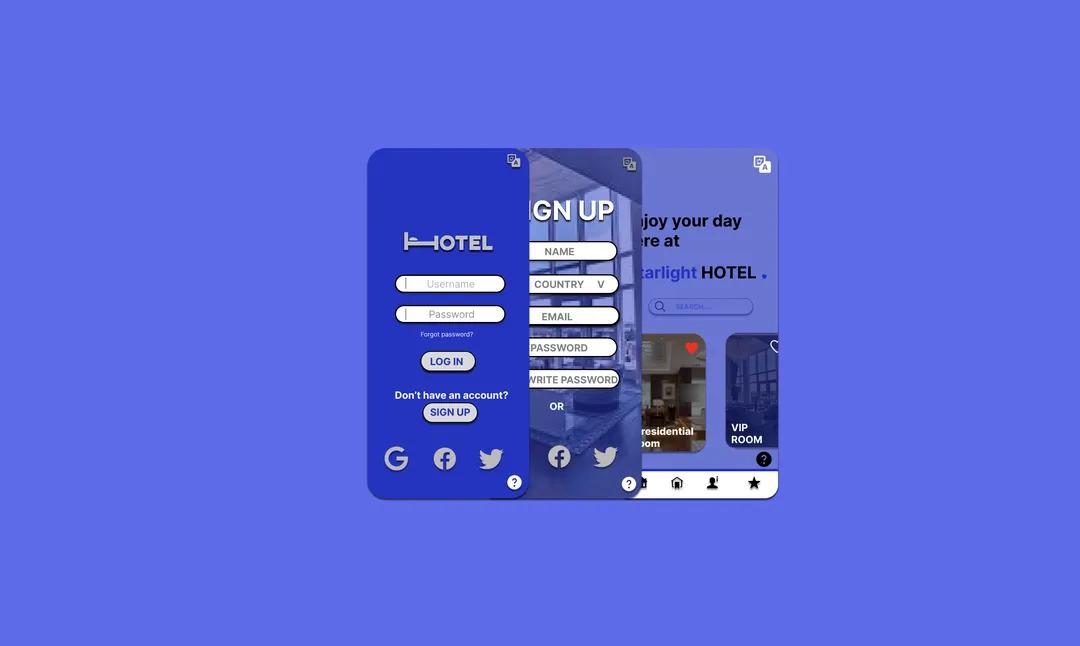 HOTEL
Username
Password
Forgot password?
LOG IN
Don't have an account?
SIGN UP
IGN UP
NAME
COUNTRY V
EMAIL
PASSWORD
WRITE PASSWORD
OR
njoy your day
ere at
tarlight HOTEL .
SEARCH...
residential
oom
VIP
ROOM
A
A
A
?
?
?